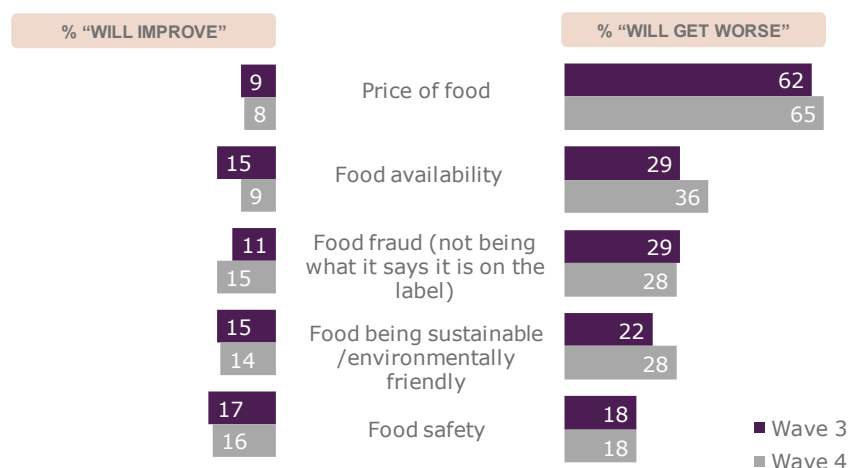 % “WILL IMPROVE”
% “WILL GET WORSE”
9
8
Price of food
62
65
15
9
Food availability
29
36
11
15
Food fraud (not being
what it says it is on the
label)
29
28
15
14
Food being sustainable
/environmentally
friendly
22
28
17
16
Food safety
18
18
Wave 3
Wave 4